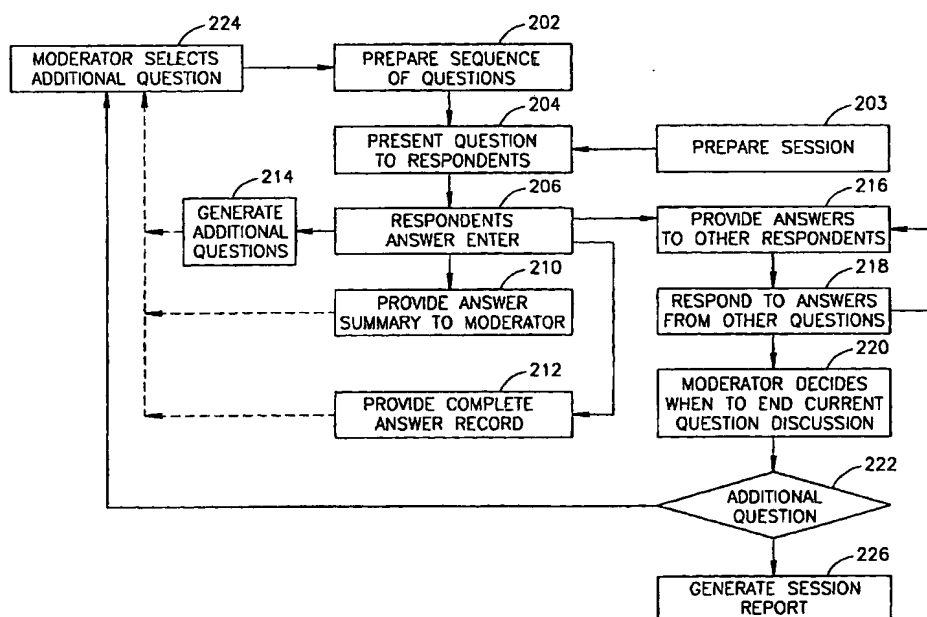 224
MODERATOR SELECTS
ADDITIONAL QUESTION
202
PREPARE SEQUENCE
OF QUESTIONS
204
PRESENT QUESTION
TO RESPONDENTS
203
PREPARE SESSION
214
GENERATE
ADDITIONAL
QUESTIONS
206
RESPONDENTS
ANSWER ENTER
216
PROVIDE ANSWERS
TO OTHER RESPONDENTS
210
PROVIDE ANSWER
SUMMARY TO MODERATOR
218
RESPOND TO ANSWERS
FROM OTHER QUESTIONS
212
PROVIDE COMPLETE
ANSWER RECORD
220
MODERATOR DECIDES
WHEN TO END CURRENT
QUESTION DISCUSSION
222
ADDITIONAL
QUESTION
226
GENERATE SESSION
REPORT